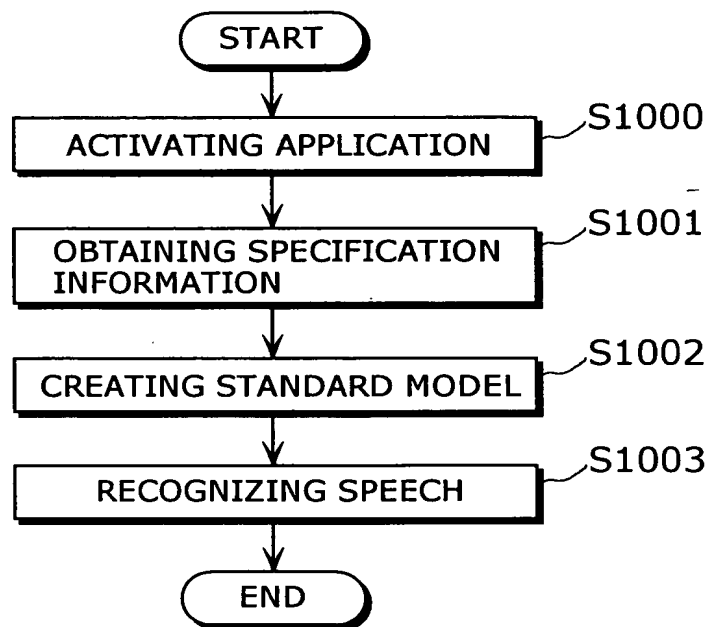 START
ACTIVATING APPLICATION
S1000
OBTAINING SPECIFICATION
INFORMATION
S1001
CREATING STANDARD MODEL
S1002
RECOGNIZING SPEECH
S1003
END